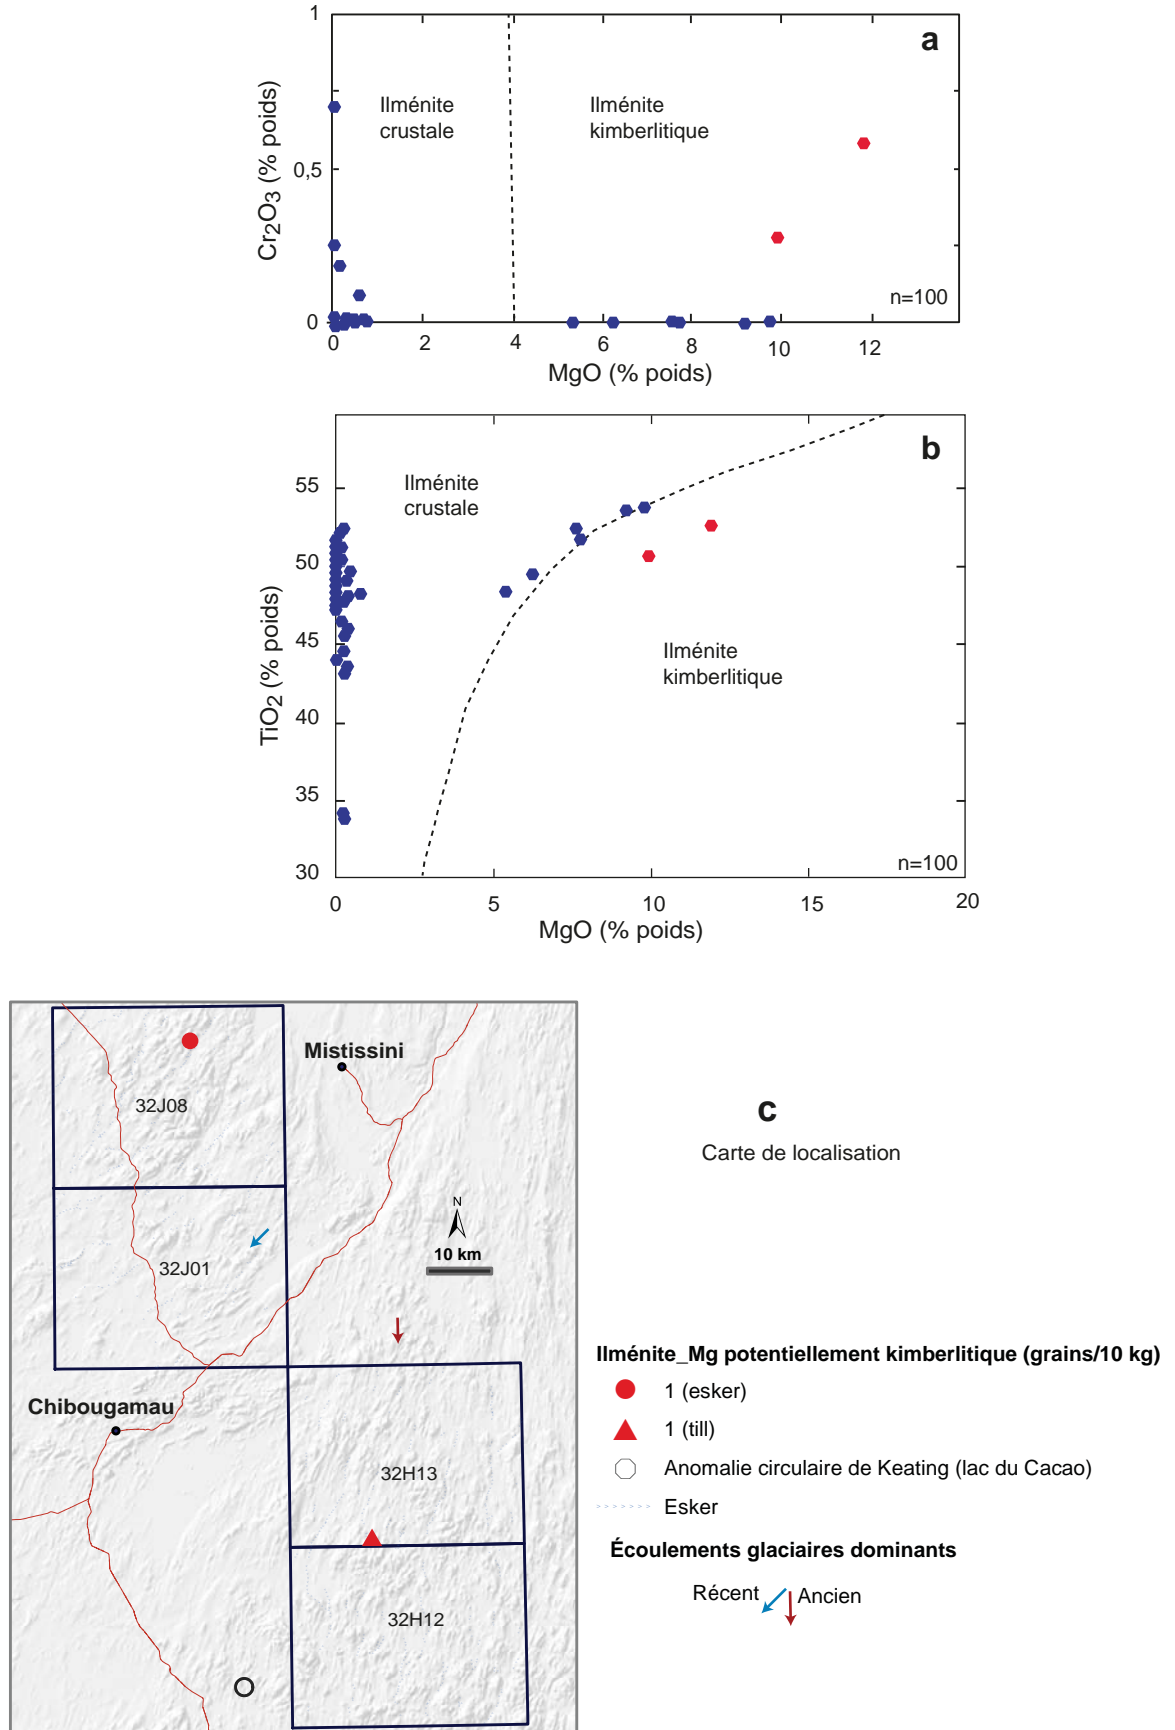 a
1
0,5
0
Cr2O3 (% poids)
Ilménite
crustale
Ilménite
kimberlitique
n=100
0
2
4
6
8
10
12
MgO (% poids)
b
55
50
45
40
35
30
TiO2 (% poids)
Ilménite
crustale
Ilménite
kimberlitique
n=100
0
5
10
15
20
MgO (% poids)
Mistissini
32J08
N
10 km
32J01
Chibougamau
32H13
32H12
c
Carte de localisation
Ilménite_Mg potentiellement kimberlitique (grains/10 kg)
1 (esker)
1 (till)
Anomalie circulaire de Keating (lac du Cacao)
Esker
Écoulements glaciaires dominants
Récent
Ancien